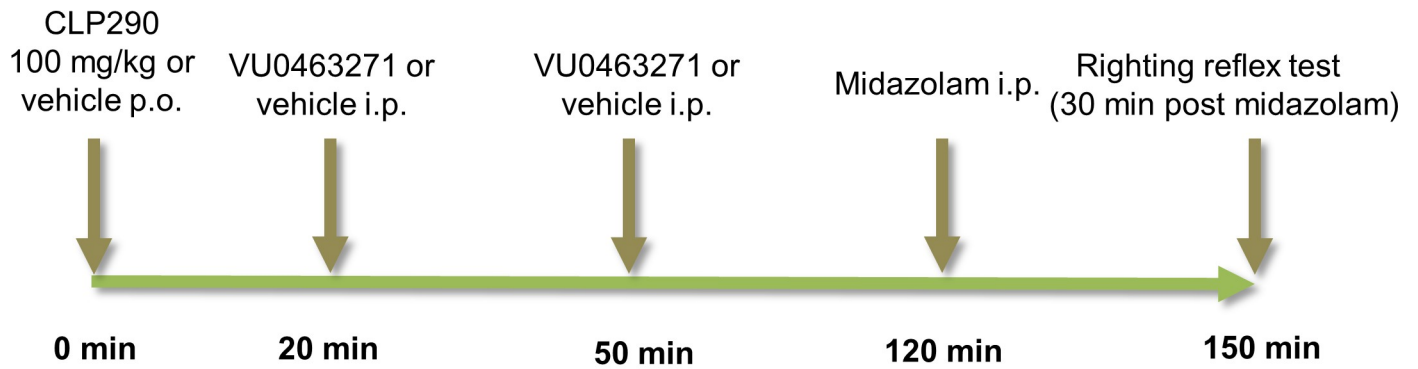 CLP290
100 mg/kg or
vehicle p.o.
VU0463271 or
vehicle i.p.
VU0463271 or
vehicle i.p.
Midazolam i.p.
Righting reflex test
(30 min post midazolam)
0 min
20 min
50 min
120 min
150 min